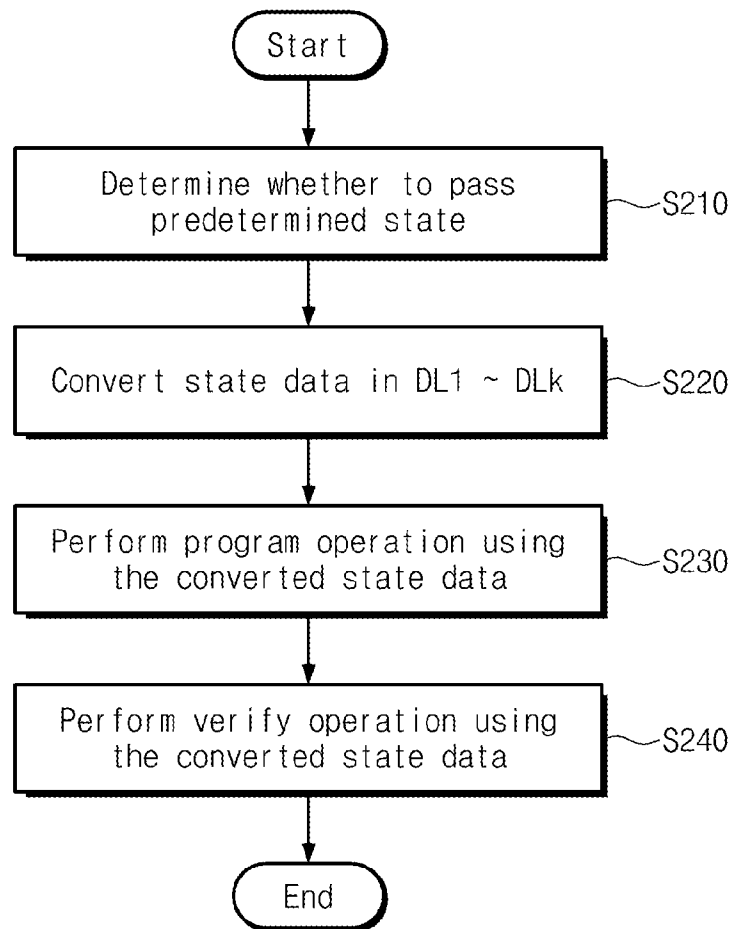 Start
Determine whether to pass
predetermined state
S210
Convert state data in DL1 ~ DLk
S220
Perform program operation using
the converted state data
S230
Perform verify operation using
the converted state data
S240
End